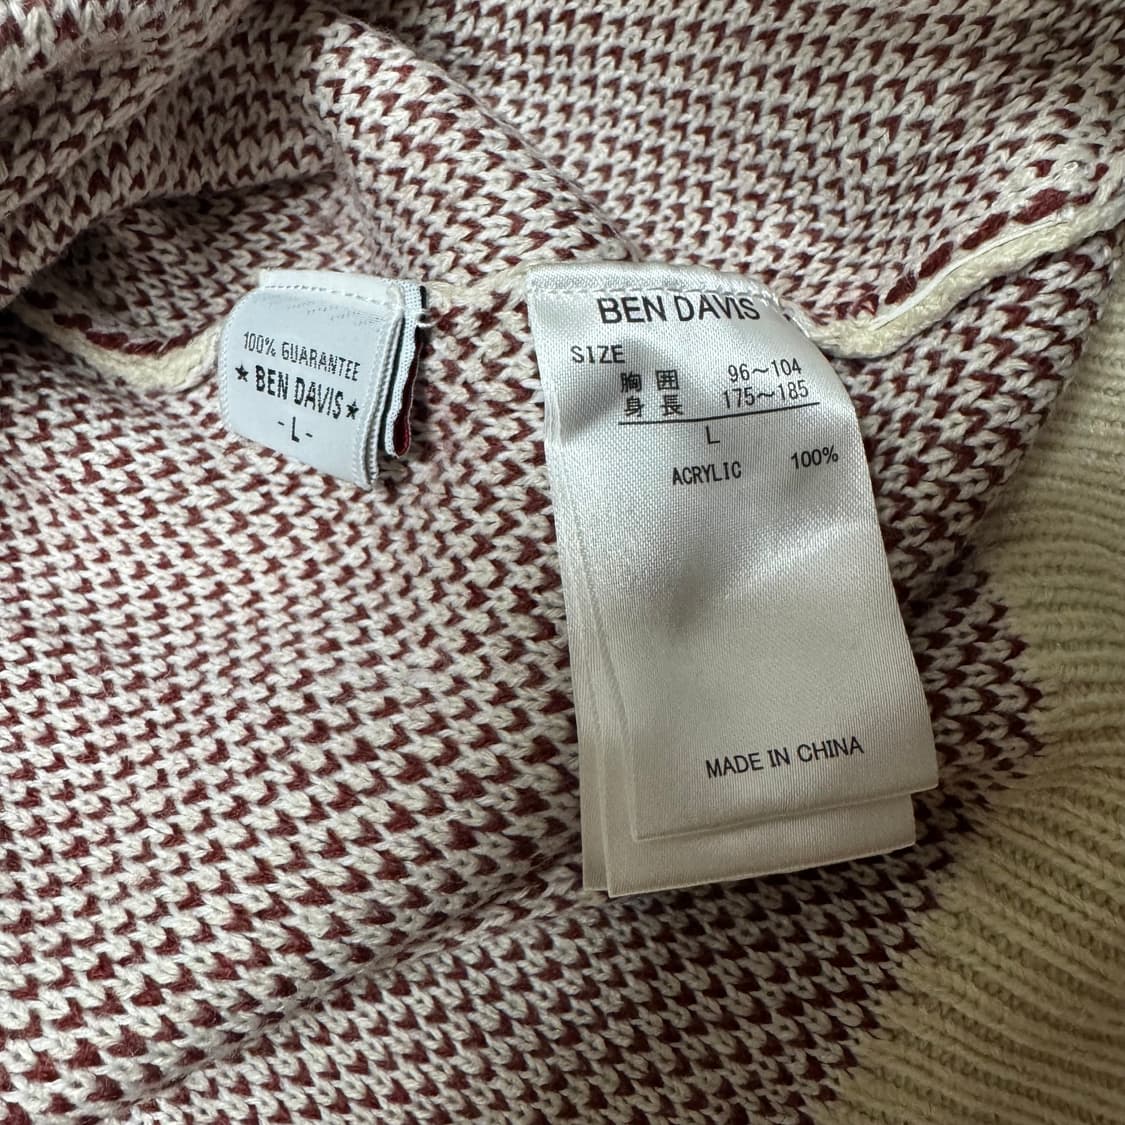 100% GUARANTEE
★ BEN DAVIS ★
-L-
BEN DAVIS
SIZE
胸囲 96～104
身長 175～185
L
ACRYLIC 100%
MADE IN CHINA